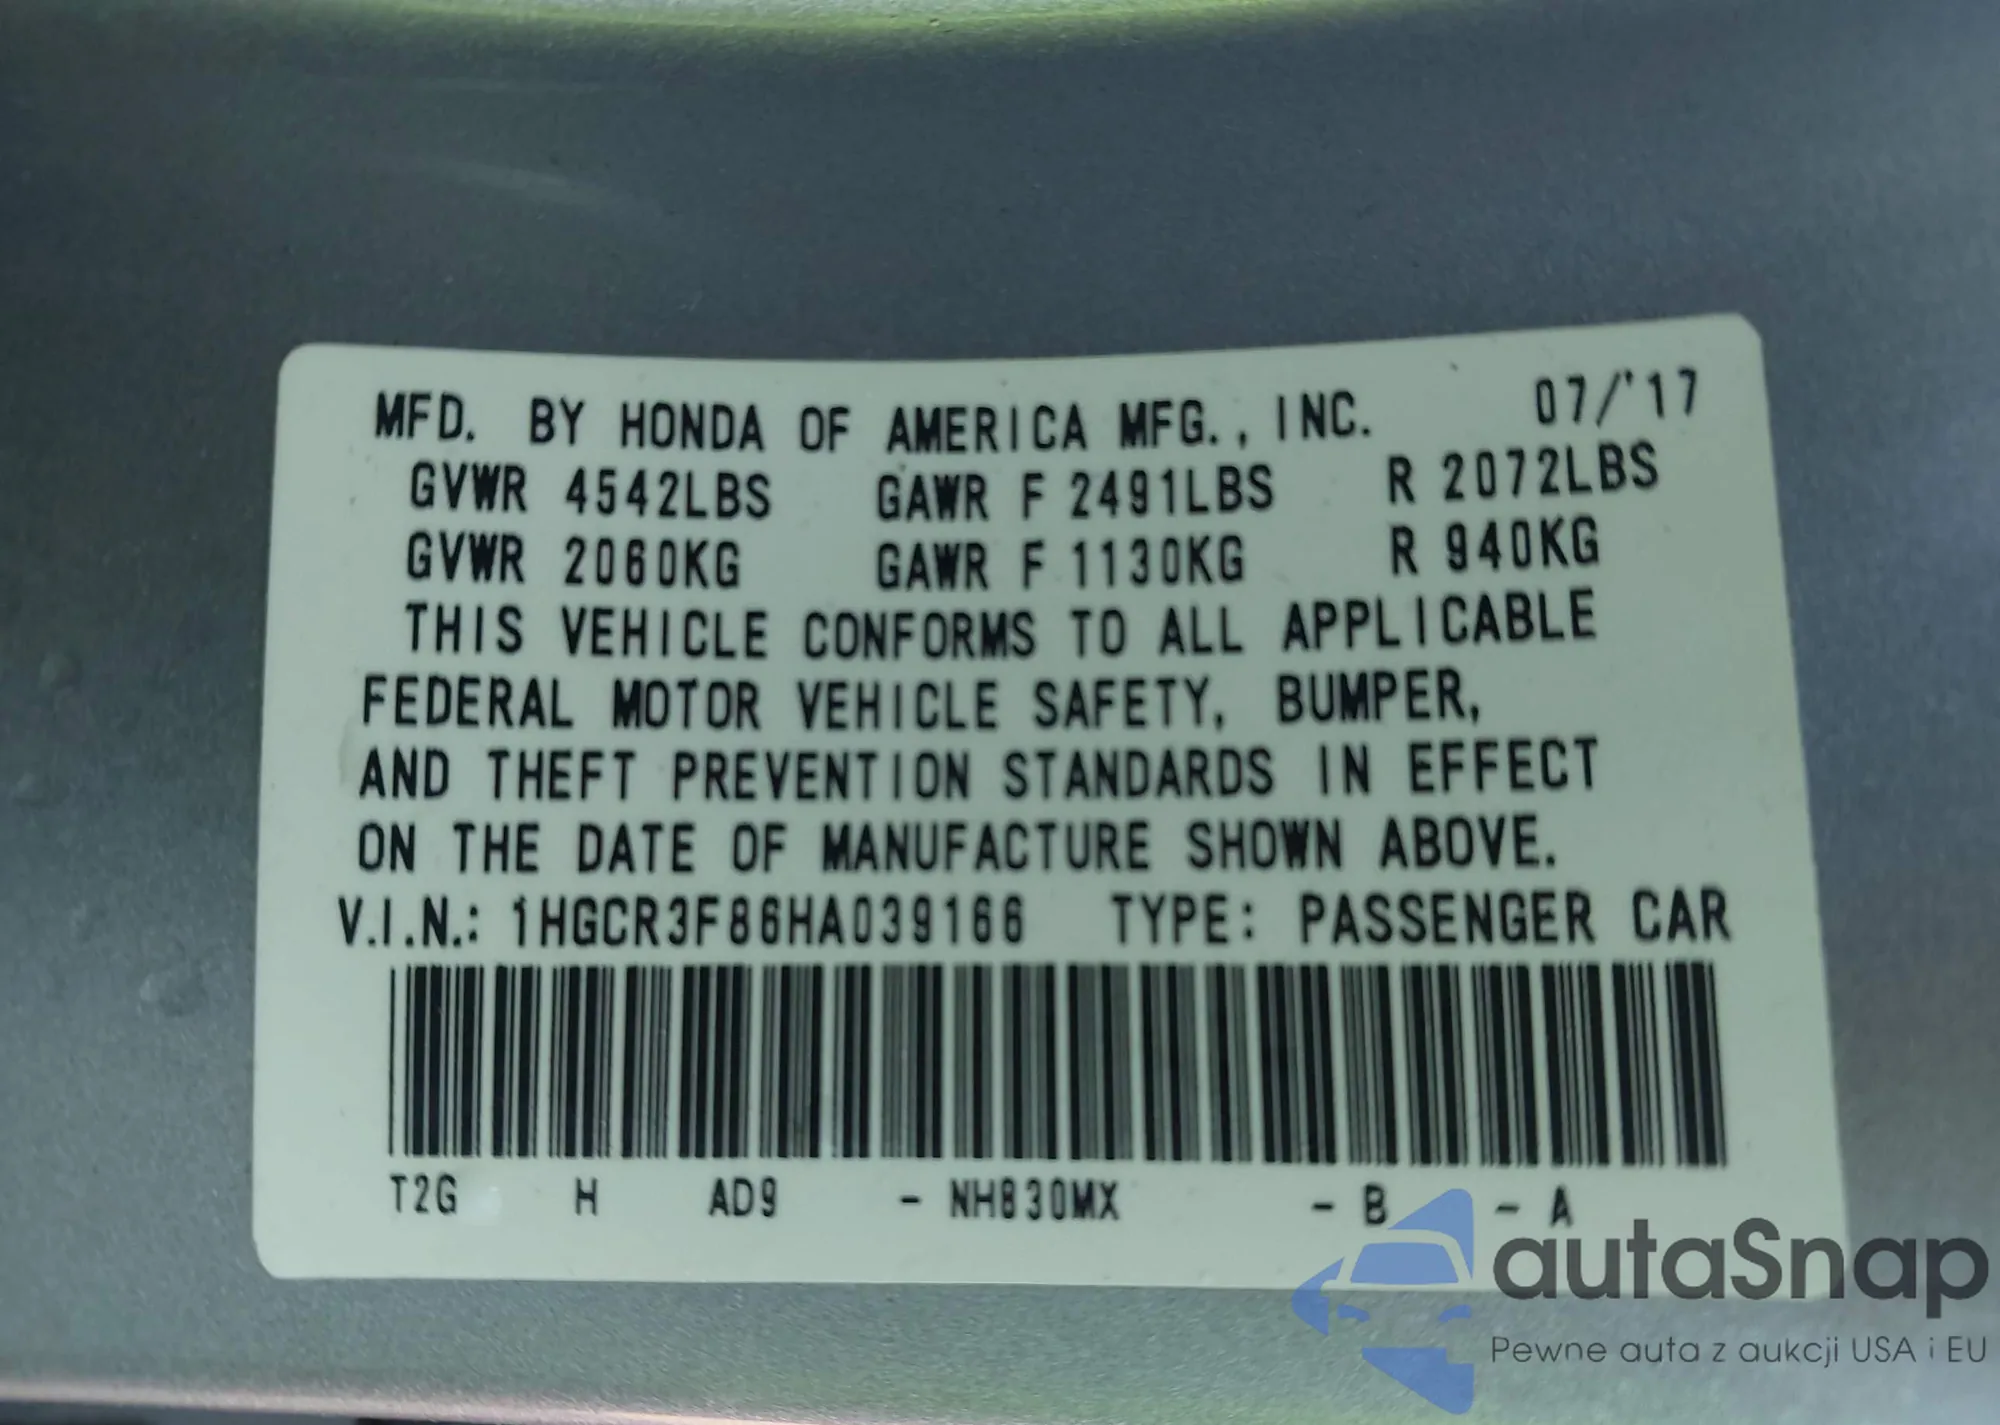 MFD. BY HONDA OF AMERICA MFG., INC. 07/'17
GVWR 4542LBS GAWR F 2491LBS R 2072LBS
GVWR 2060KG GAWR F 1130KG R 940KG
THIS VEHICLE CONFORMS TO ALL APPLICABLE
FEDERAL MOTOR VEHICLE SAFETY, BUMPER,
AND THEFT PREVENTION STANDARDS IN EFFECT
ON THE DATE OF MANUFACTURE SHOWN ABOVE.
V.I.N.: 1HGCR3F86HA039166 TYPE: PASSENGER CAR
T2G H AD9 - NH830MX - B - A
autaSnap
Pewne auta z aukcji USA i EU